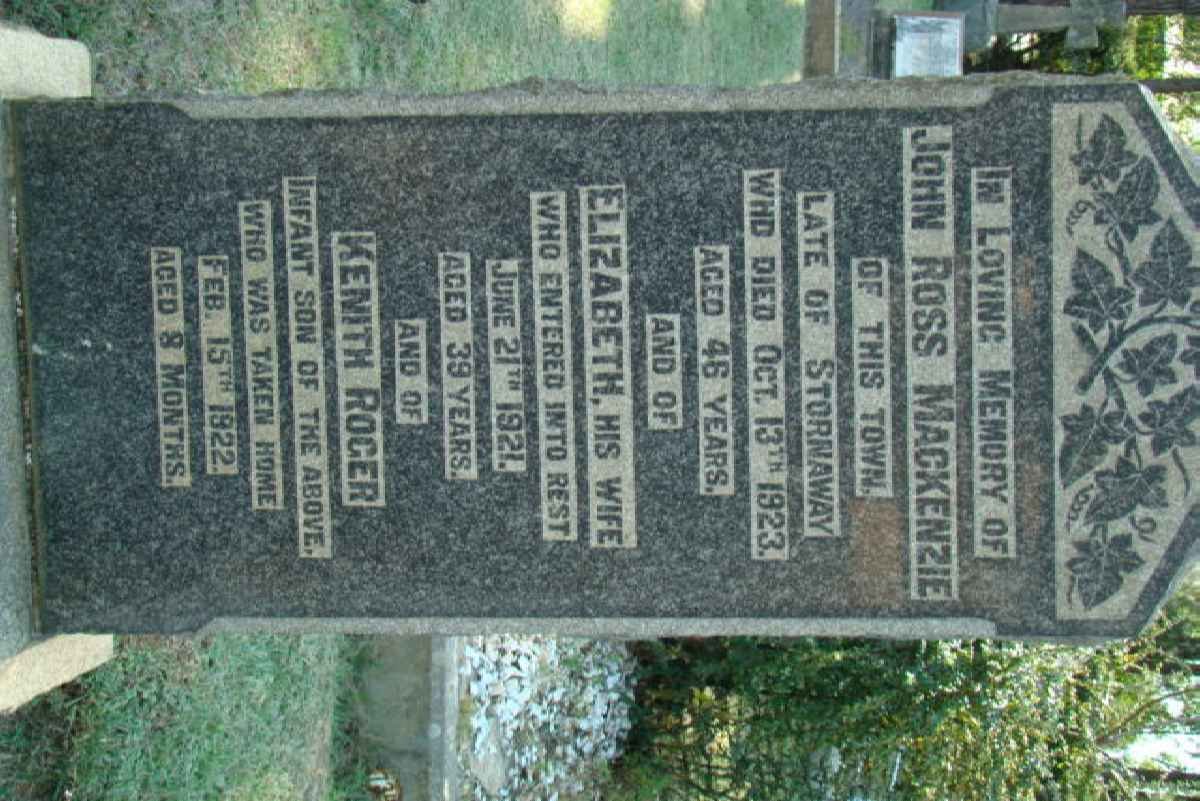 IN LOVING MEMORY OF
JOHN ROSS MACKENZIE
OF THIS TOWN.
LATE OF STORNAWAY
WHO DIED OCT. 13TH 1923.
AGED 46 YEARS,
AND OF
ELIZABETH, HIS WIFE
WHO ENTERED INTO REST
JUNE 21TH 1921.
AGED 39 YEARS.
AND OF
KENITH ROGER
INFANT SON OF THE ABOVE.
WHO WAS TAKEN HOME
FEB. 15TH 1922.
AGED 8 MONTHS.